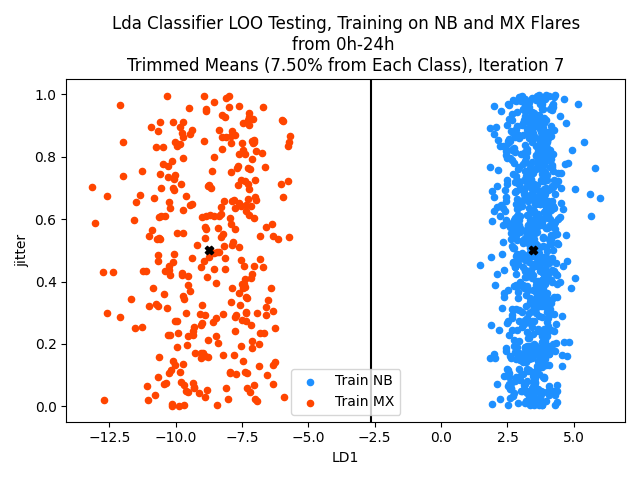 Lda Classifier LOO Testing, Training on NB and MX Flares
from 0h-24h
Trimmed Means (7.50% from Each Class), Iteration 7
1.0
0.8
0.6
0.4
0.2
0.0
jitter
Train NB
Train MX
−12.5 −10.0 −7.5 −5.0 −2.5 0.0 2.5 5.0
LD1